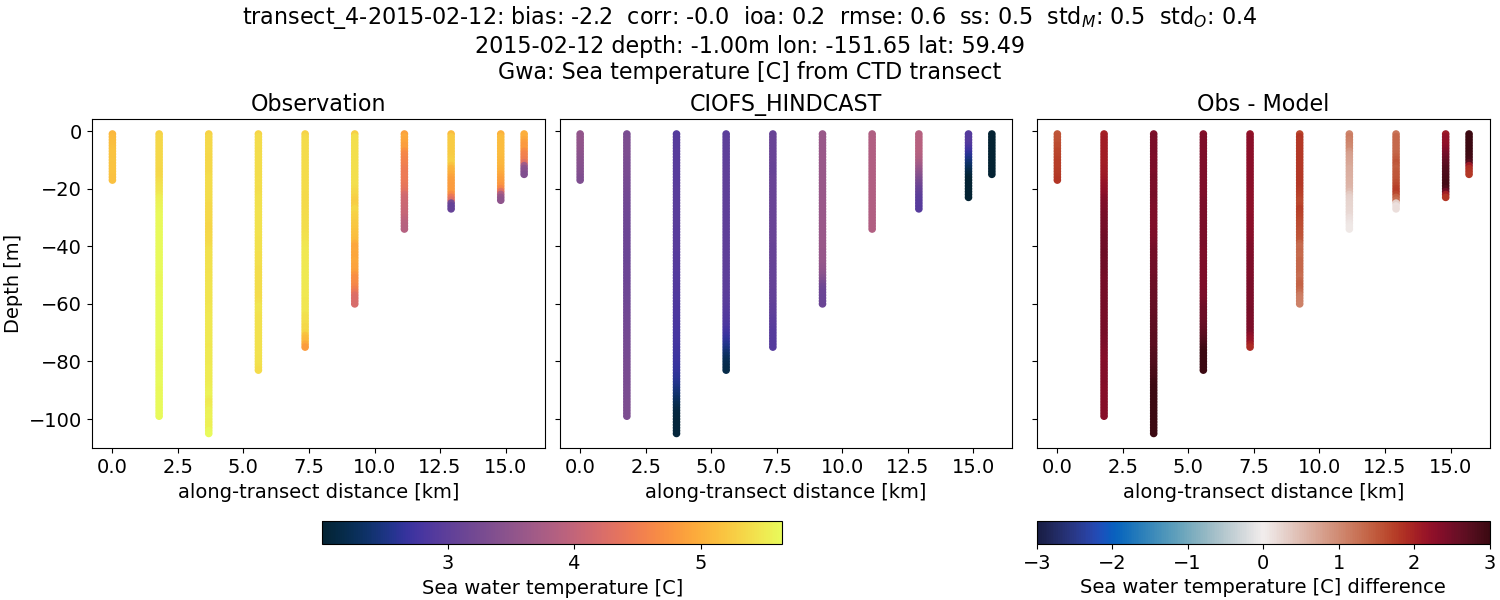 transect_4-2015-02-12: bias: -2.2 corr: -0.0 ioa: 0.2 rmse: 0.6 ss: 0.5 std_M: 0.5 std_O: 0.4
2015-02-12 depth: -1.00m lon: -151.65 lat: 59.49
Gwa: Sea temperature [C] from CTD transect
Observation CIOFS_HINDCAST Obs - Model
Depth [m]
0
−20
−40
−60
−80
−100
0.0 2.5 5.0 7.5 10.0 12.5 15.0
along-transect distance [km]
0.0 2.5 5.0 7.5 10.0 12.5 15.0
along-transect distance [km]
0.0 2.5 5.0 7.5 10.0 12.5 15.0
along-transect distance [km]
3 4 5
Sea water temperature [C]
−3 −2 −1 0 1 2 3
Sea water temperature [C] difference